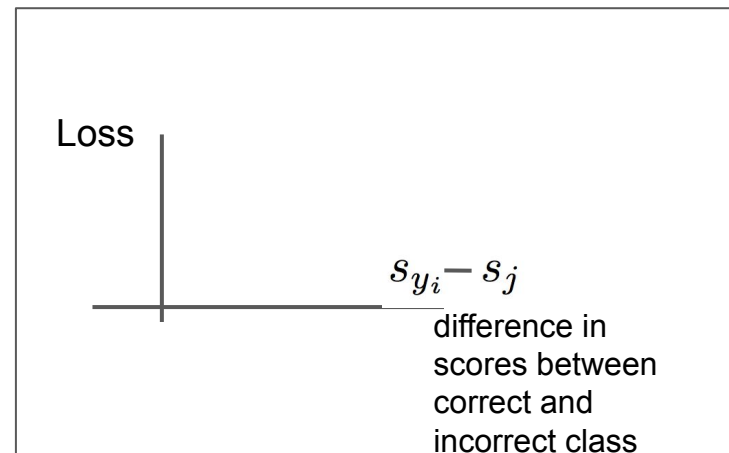 Loss
s_{y_i} - s_j
difference in
scores between
correct and
incorrect class